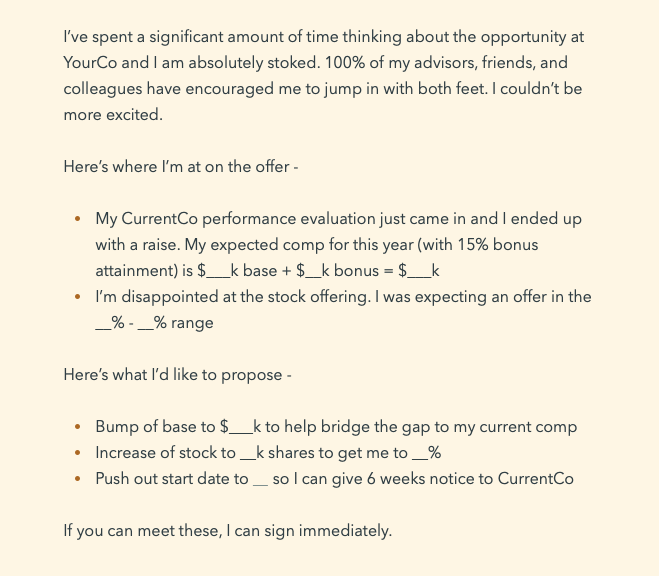 I’ve spent a significant amount of time thinking about the opportunity at
YourCo and I am absolutely stoked. 100% of my advisors, friends, and
colleagues have encouraged me to jump in with both feet. I couldn’t be
more excited.
Here’s where I’m at on the offer -
• My CurrentCo performance evaluation just came in and I ended up
with a raise. My expected comp for this year (with 15% bonus
attainment) is $___k base + $__k bonus = $___k
• I’m disappointed at the stock offering. I was expecting an offer in the
__% - __% range
Here’s what I’d like to propose -
• Bump of base to $___k to help bridge the gap to my current comp
• Increase of stock to __k shares to get me to __%
• Push out start date to __ so I can give 6 weeks notice to CurrentCo
If you can meet these, I can sign immediately.